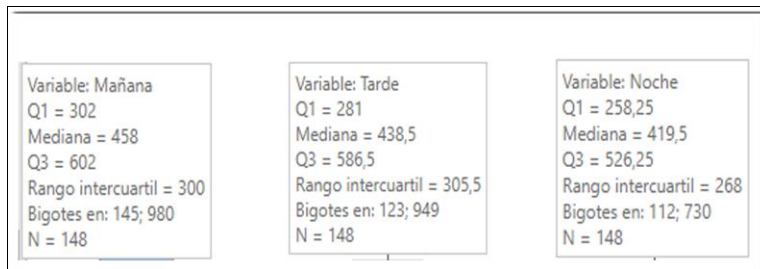 Variable: Mañana
Q1 = 302
Mediana = 458
Q3 = 602
Rango intercuartil = 300
Bigotes en: 145; 980
N = 148
Variable: Tarde
Q1 = 281
Mediana = 438,5
Q3 = 586,5
Rango intercuartil = 305,5
Bigotes en: 123; 949
N = 148
Variable: Noche
Q1 = 258,25
Mediana = 419,5
Q3 = 526,25
Rango intercuartil = 268
Bigotes en: 112; 730
N = 148